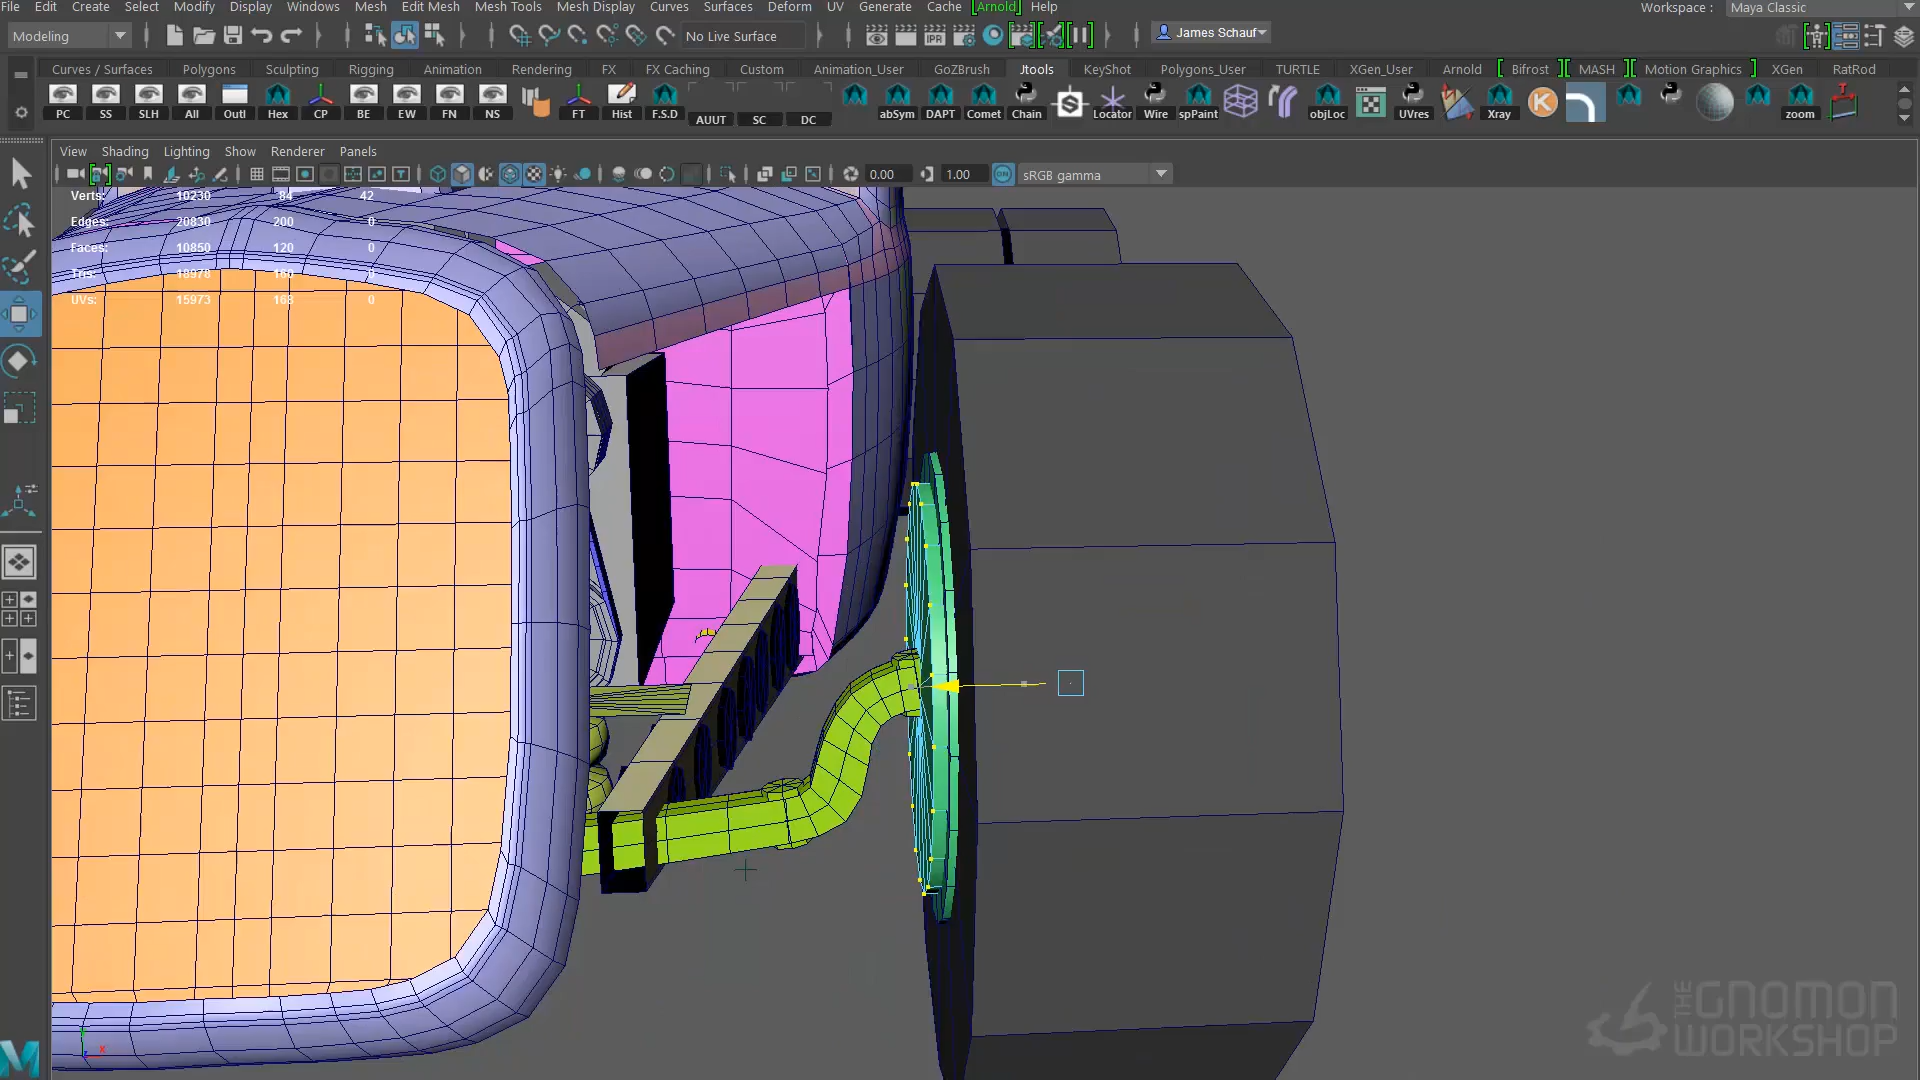 File Edit Create Select Modify Display Windows Mesh Edit Mesh Mesh Tools Mesh Display Curves Surfaces Deform UV Generate Cache [Arnold] Help Workspace : Maya Classic
Modeling No Live Surface IPR James Schauf
Curves / Surfaces Polygons Sculpting Rigging Animation Rendering FX FX Caching Custom Animation_User GoZBrush Jtools KeyShot Polygons_User TURTLE XGen_User Arnold Bifrost MASH Motion Graphics XGen RatRod
PC SS SLH All Outl Hex CP BE EW FN NS FT Hist F.S.D AUUT SC DC abSym DAPT Comet Chain Locator Wire spPaint objLoc UVres Xray zoom
View Shading Lighting Show Renderer Panels
0.00 1.00 ON sRGB gamma
Verts: 10230 84 42
Edges: 20830 200 0
Faces: 10850 120 0
Tris: 18978 160 0
UVs: 15973 168 0
x
THE GNOMON WORKSHOP